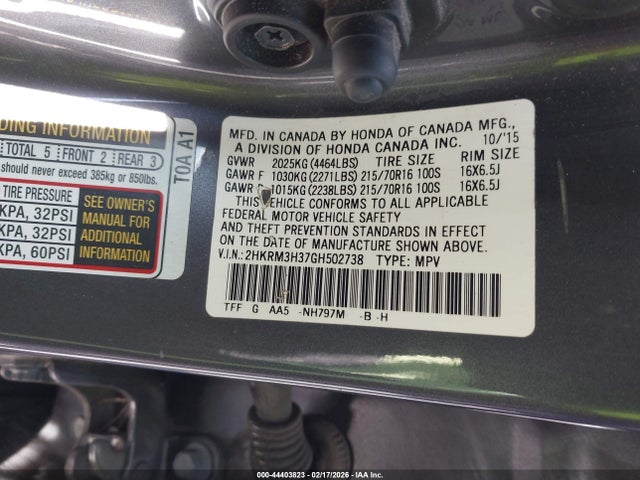 DING INFORMATION
TOTAL 5 FRONT 2 REAR 3
should never exceed 385kg or 850lbs.
TIRE PRESSURE
KPA, 32PSI
KPA, 32PSI
KPA, 60PSI
SEE OWNER'S
MANUAL FOR
ADDITIONAL
INFORMATION
T0A A1
MFD. IN CANADA BY HONDA OF CANADA MFG.,
A DIVISION OF HONDA CANADA INC. 10/'15
GVWR 2025KG (4464LBS) TIRE SIZE RIM SIZE
GAWR F 1030KG (2271LBS) 215/70R16 100S 16X6.5J
GAWR 1015KG (2238LBS) 215/70R16 100S 16X6.5J
THIS VEHICLE CONFORMS TO ALL APPLICABLE
FEDERAL MOTOR VEHICLE SAFETY
AND THEFT PREVENTION STANDARDS IN EFFECT
ON THE DATE OF MANUFACTURE SHOWN ABOVE.
V.I.N.: 2HKRM3H37GH502738 TYPE: MPV
TFF G AA5 -NH797M -B -H
000-44403823 - 02/17/2026 - IAA Inc.